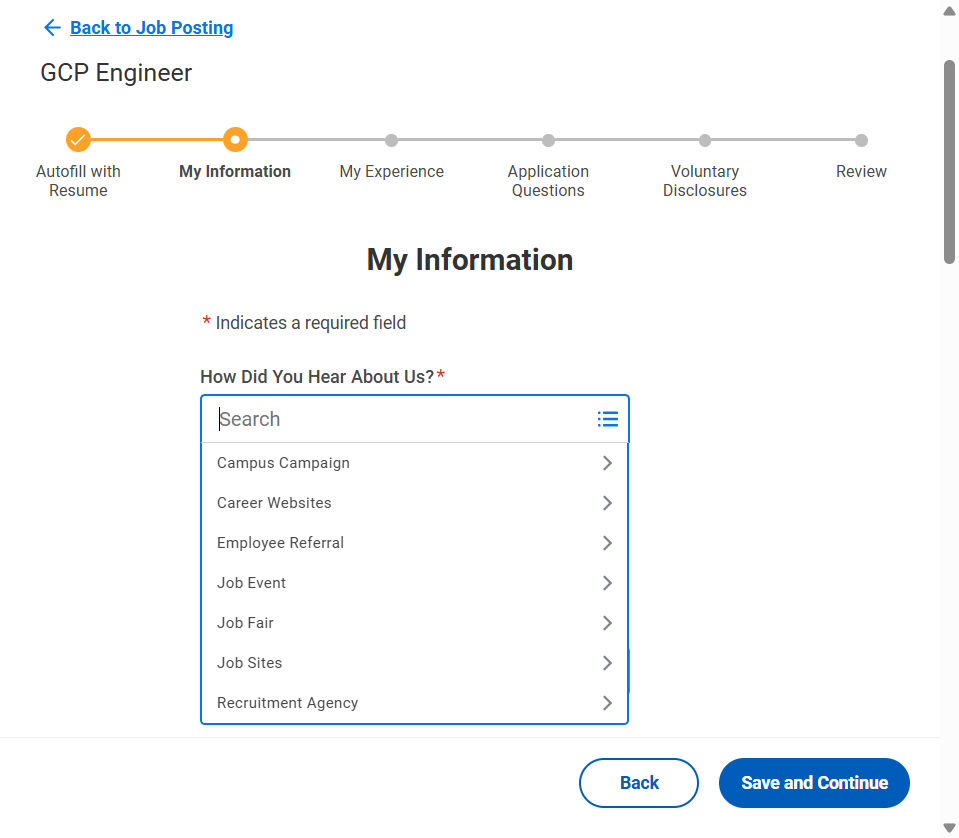 Back to Job Posting
GCP Engineer
Autofill with
Resume
My Information
My Experience
Application
Questions
Voluntary
Disclosures
Review
My Information
* Indicates a required field
How Did You Hear About Us?*
Search
Campus Campaign
Career Websites
Employee Referral
Job Event
Job Fair
Job Sites
Recruitment Agency
Back
Save and Continue